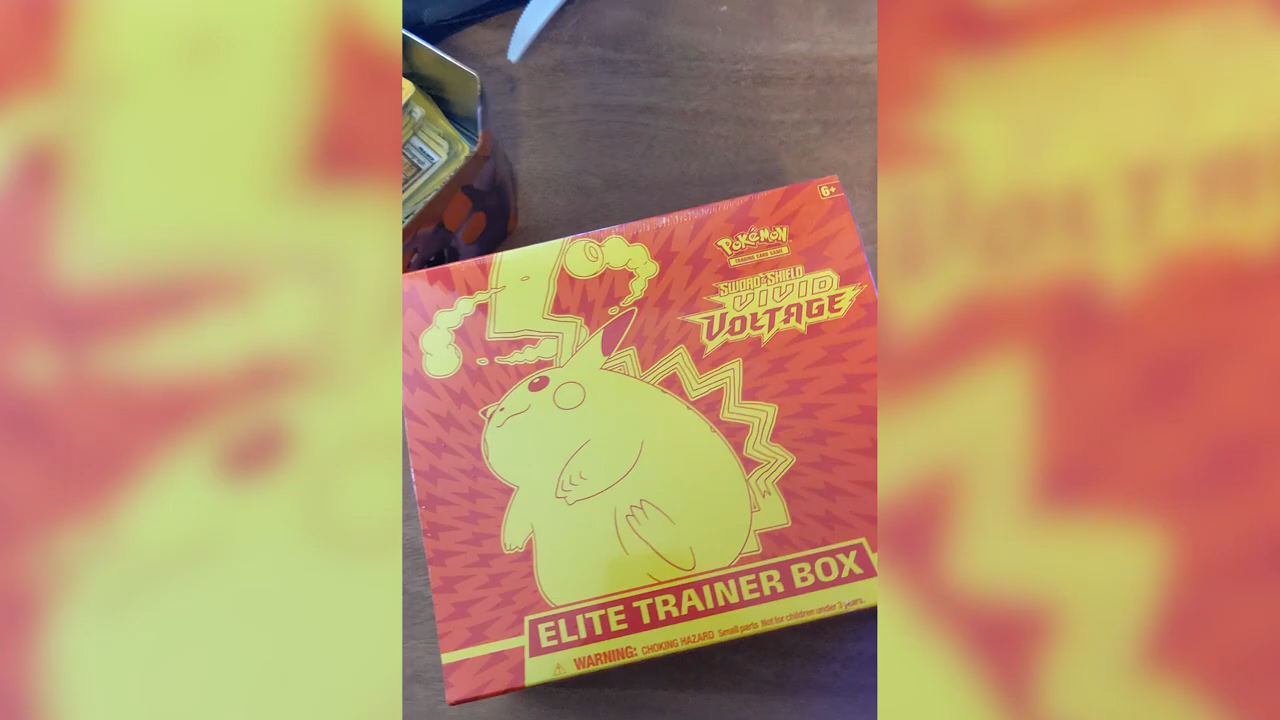 6+
POKéMON
TRADING CARD GAME
SWORD & SHIELD
VIVID
VOLTAGE
ELITE TRAINER BOX
WARNING: CHOKING HAZARD Small parts Not for children under 3 years.